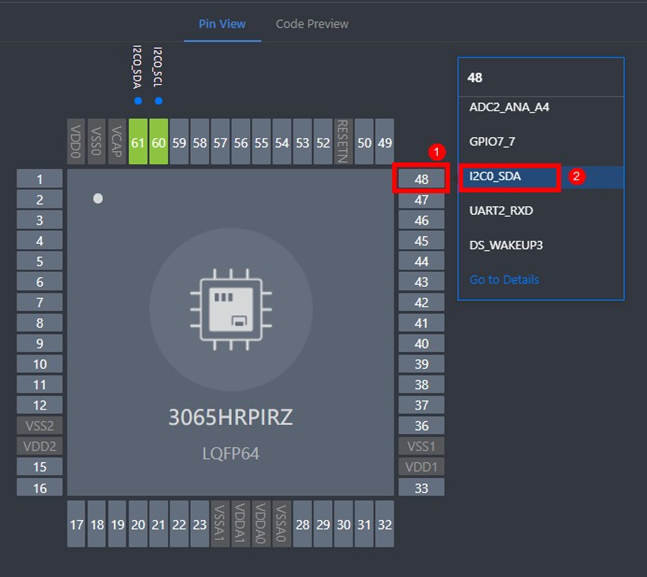 Pin View Code Preview
I2C0_SDA I2C0_SCL
VDD0 VSS0 VCAP 61 60 59 58 57 56 55 54 53 52 RESETN 50 49
1
48
ADC2_ANA_A4
GPIO7_7
I2C0_SDA 2
UART2_RXD
DS_WAKEUP3
Go to Details
1 48
2 47
3 46
4 45
5 44
6 43
7 42
8 41
9 40
10 39
11 38
12 37
VSS2 36
VDD2 VSS1
15 VDD1
16 33
3065HRPIRZ
LQFP64
17 18 19 20 21 22 23 VSSA1 VDDA1 VDDA0 VSSA0 28 29 30 31 32